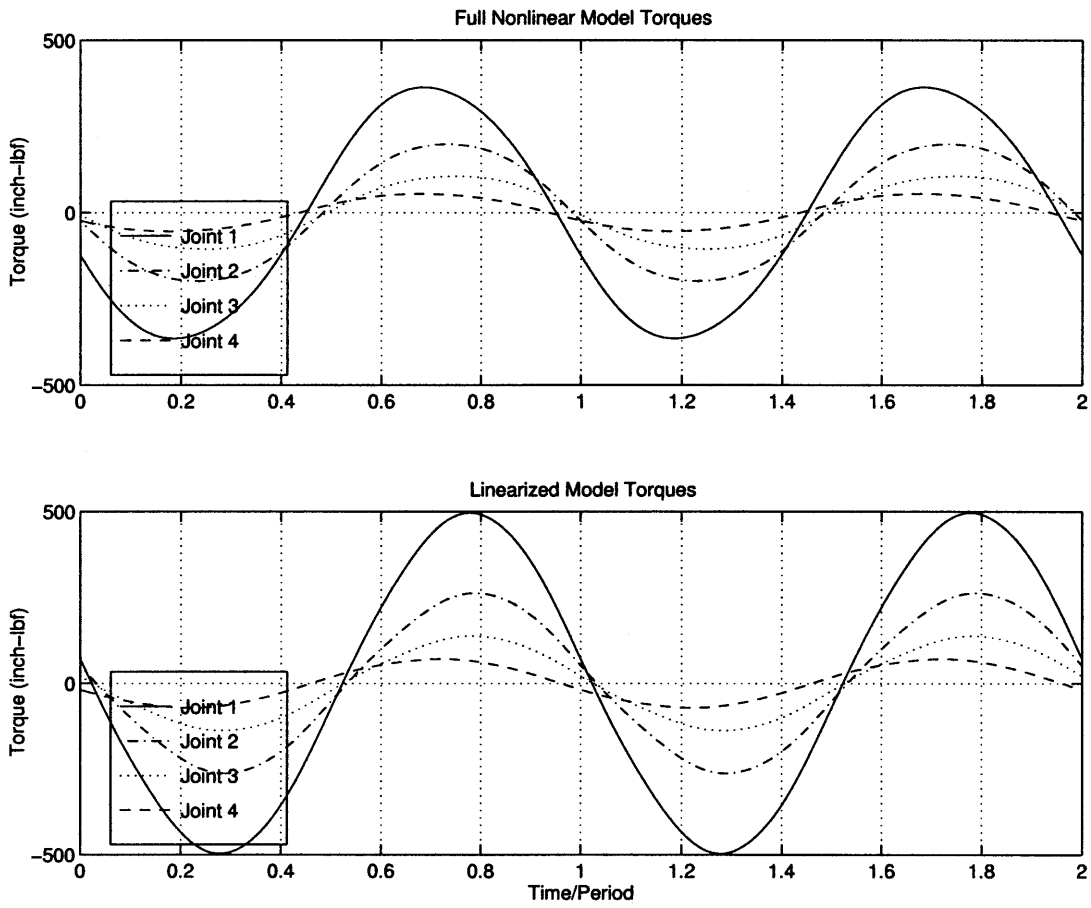 Full Nonlinear Model Torques
500
0
−500
Torque (inch−lbf)
Joint 1
Joint 2
Joint 3
Joint 4
0 0.2 0.4 0.6 0.8 1 1.2 1.4 1.6 1.8 2
Linearized Model Torques
500
0
−500
Torque (inch−lbf)
Joint 1
Joint 2
Joint 3
Joint 4
0 0.2 0.4 0.6 0.8 1 1.2 1.4 1.6 1.8 2
Time/Period